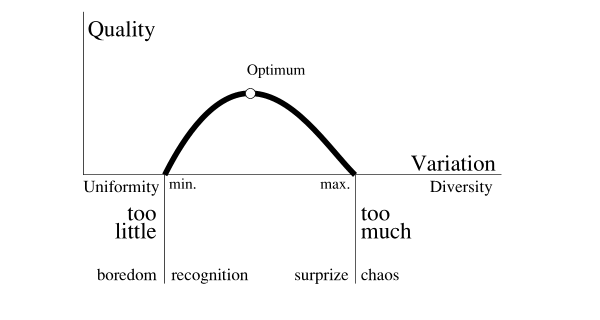 Quality
Optimum
Variation
Uniformity min. max. Diversity
too too
little much
boredom recognition surprize chaos